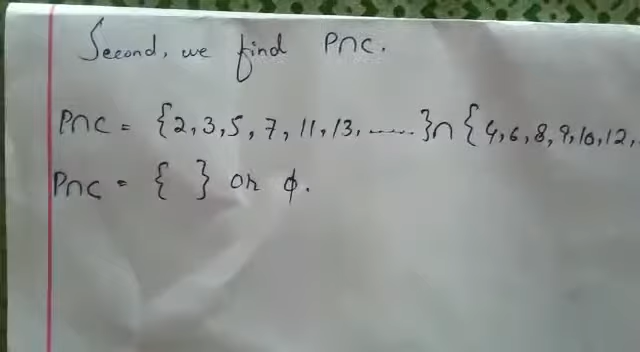 Second, we find P∩C.
P∩C = {2, 3, 5, 7, 11, 13, ......} ∩ {4, 6, 8, 9, 10, 12, .
P∩C = { } or ϕ.